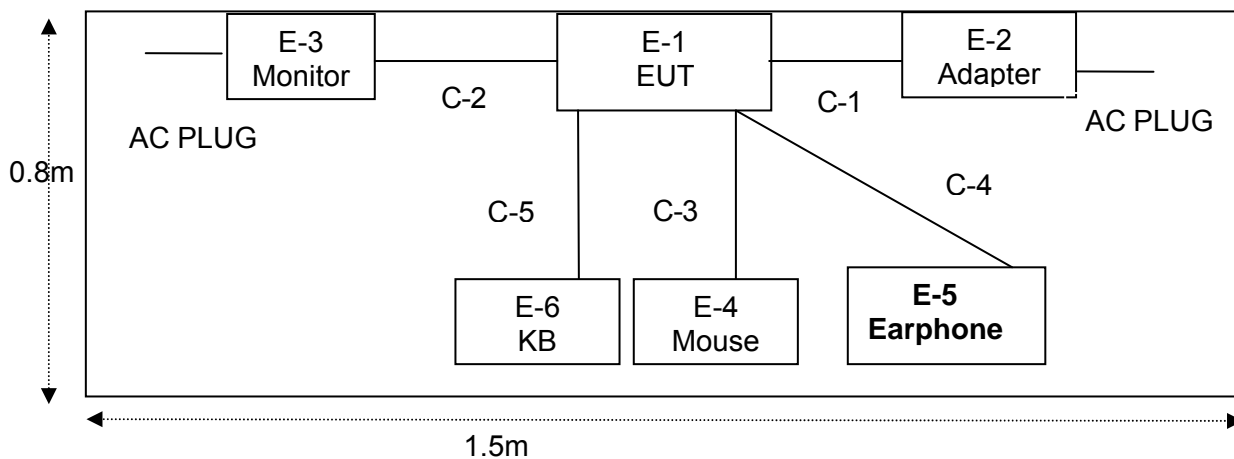 E-3
Monitor
E-1
EUT
E-2
Adapter
C-2
C-1
AC PLUG
AC PLUG
0.8m
C-5
C-3
C-4
E-6
KB
E-4
Mouse
E-5
Earphone
1.5m